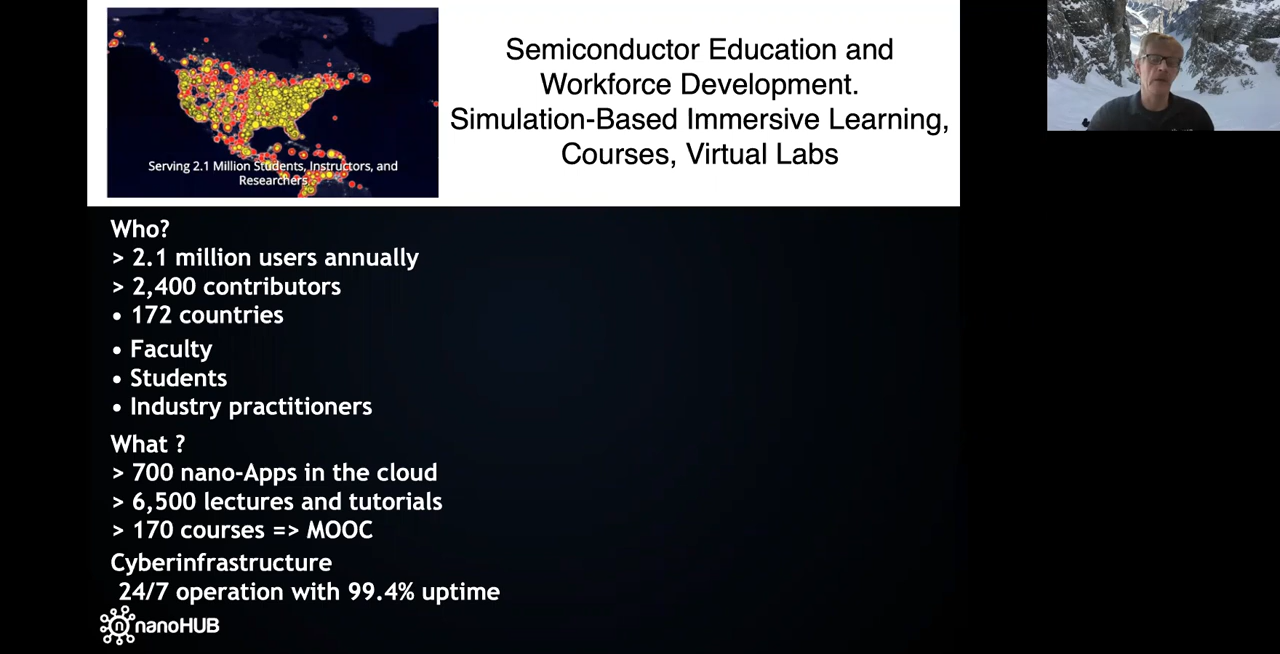 Semiconductor Education and
Workforce Development.
Simulation-Based Immersive Learning,
Courses, Virtual Labs
Serving 2.1 Million Students, Instructors, and
Researchers
Who?
> 2.1 million users annually
> 2,400 contributors
• 172 countries
• Faculty
• Students
• Industry practitioners
What ?
> 700 nano-Apps in the cloud
> 6,500 lectures and tutorials
> 170 courses => MOOC
Cyberinfrastructure
24/7 operation with 99.4% uptime
n nanoHUB